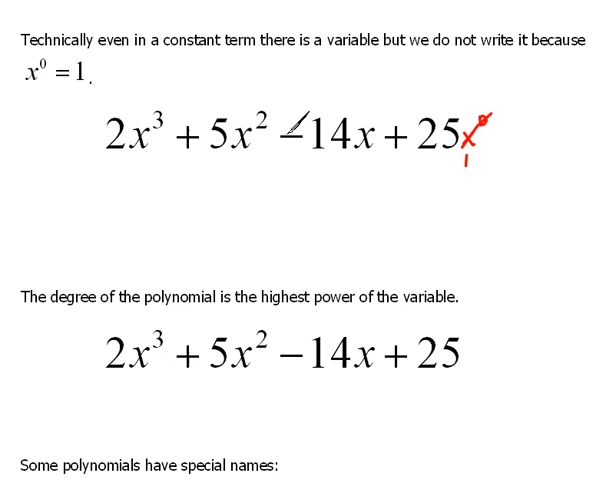 Technically even in a constant term there is a variable but we do not write it because
x⁰ = 1.
2x³ + 5x² − 14x + 25x⁰
1
The degree of the polynomial is the highest power of the variable.
2x³ + 5x² − 14x + 25
Some polynomials have special names: